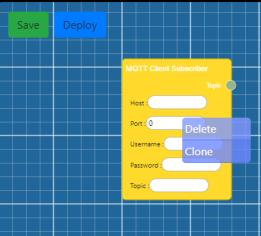 Save Deploy
MQTT Client Subscriber
Topic
Host :
Port : 0
Delete
Username :
Clone
Password :
Topic :